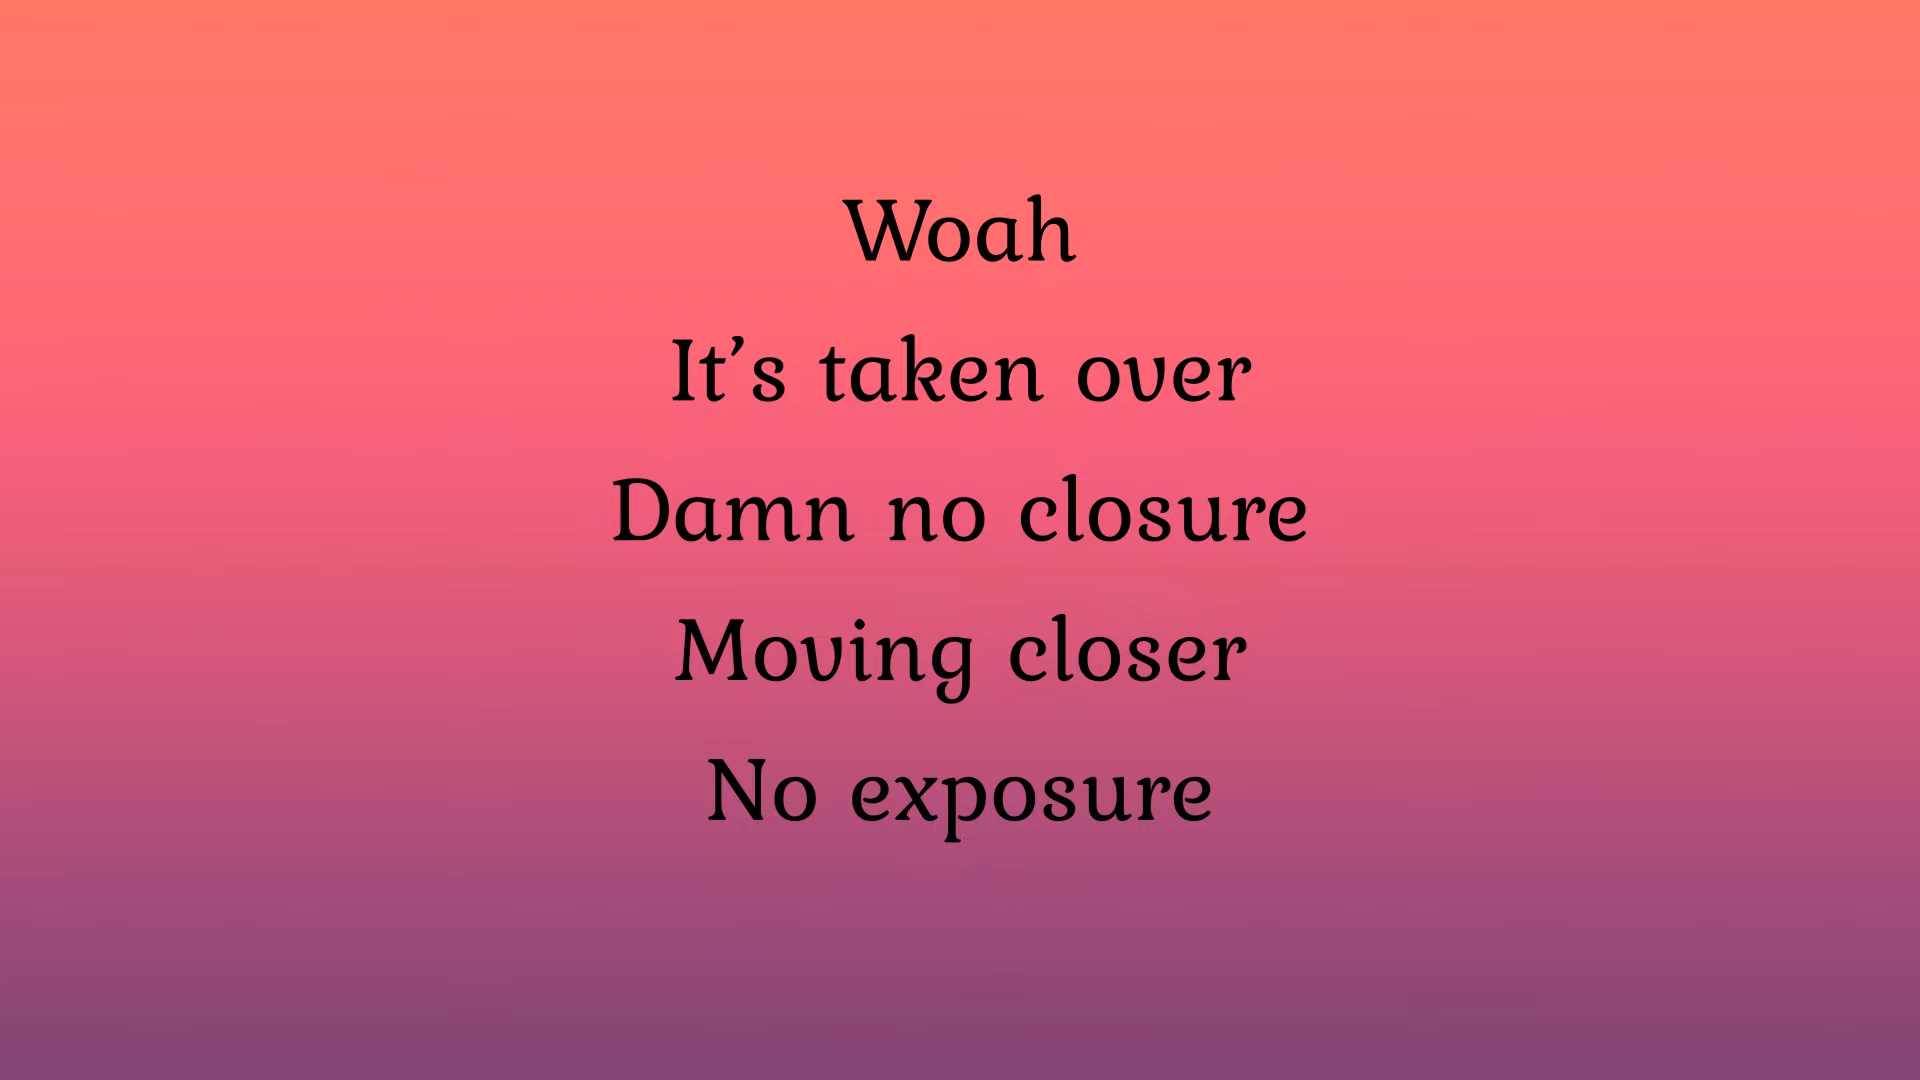 Woah
It’s taken over
Damn no closure
Moving closer
No exposure